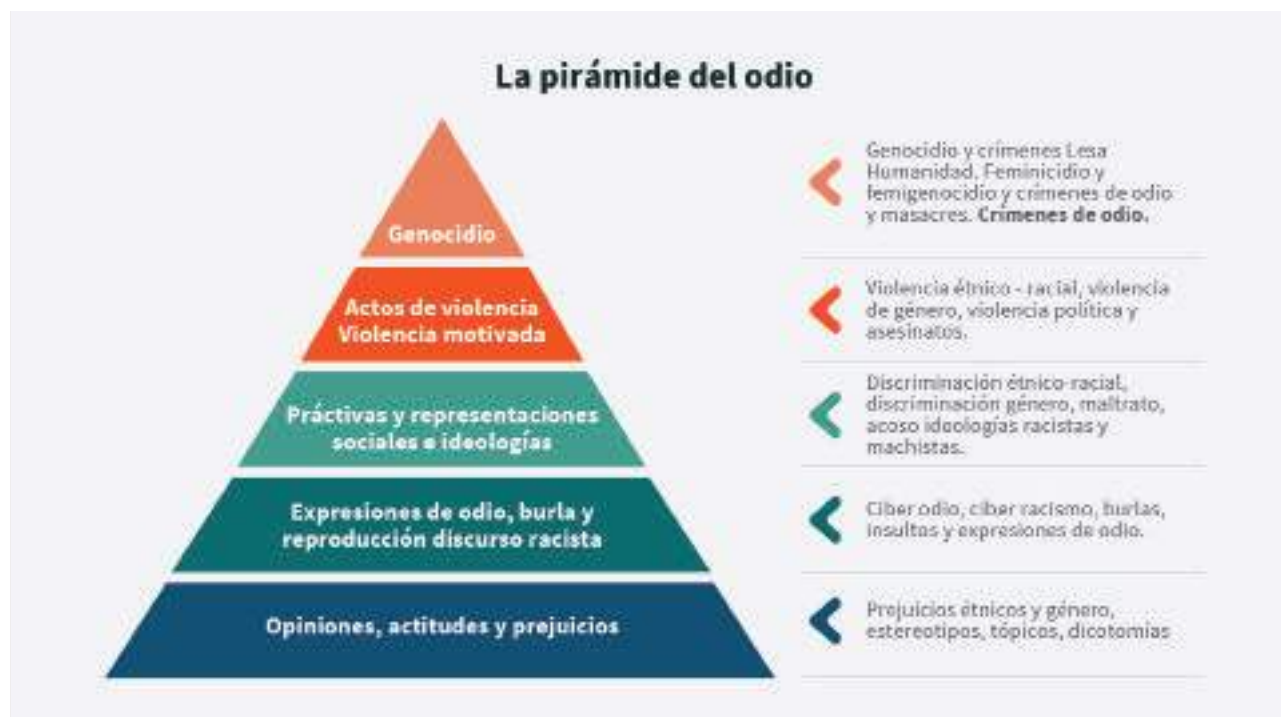 La pirámide del odio
Genocidio
Genocidio y crímenes Lesa
Humanidad. Feminicidio y
femigenocidio y crímenes de odio
y masacres. Crímenes de odio.
Actos de violencia
Violencia motivada
Violencia étnico - racial, violencia
de género, violencia política y
asesinatos.
Práctivas y representaciones
sociales e ideologías
Discriminación étnico-racial,
discriminación género, maltrato,
acoso ideologías racistas y
machistas.
Expresiones de odio, burla y
reproducción discurso racista
Ciber odio, ciber racismo, burlas,
insultos y expresiones de odio.
Opiniones, actitudes y prejuicios
Prejuicios étnicos y género,
estereotipos, tópicos, dicotomías